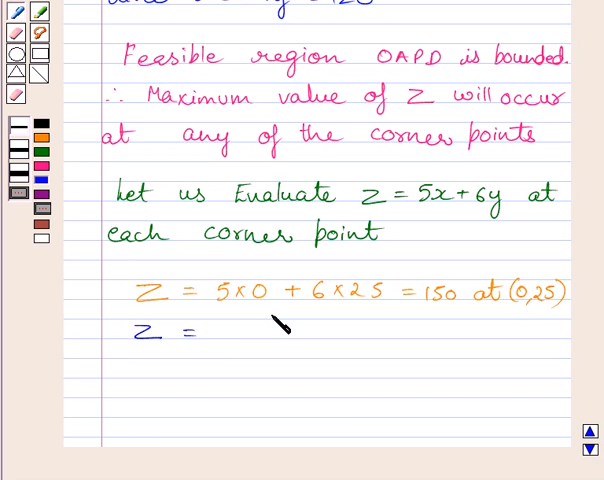 Feasible region OAPD is bounded.
∴ Maximum value of Z will occur
at any of the corner points
Let us Evaluate Z = 5x + 6y at
each corner point
Z = 5×0 + 6×25 = 150 at (0,25)
Z =